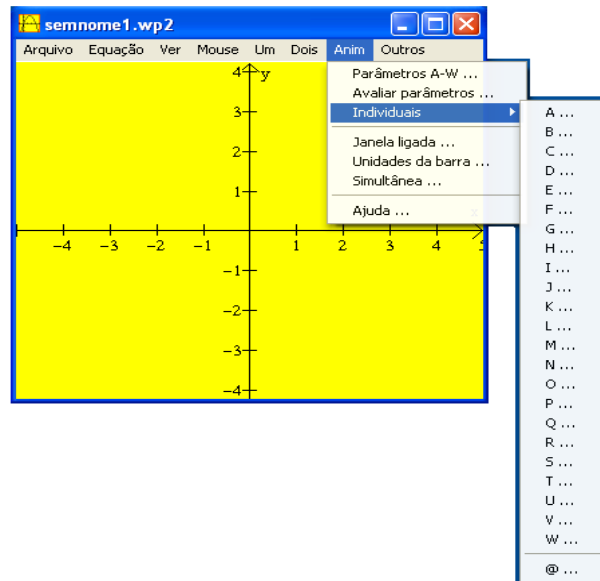 semnome1.wp2
Arquivo Equação Ver Mouse Um Dois Anim Outros
Parâmetros A-W ...
Avaliar parâmetros ...
Individuais
Janela ligada ...
Unidades da barra ...
Simultânea ...
Ajuda ...
A ...
B ...
C ...
D ...
E ...
F ...
G ...
H ...
I ...
J ...
K ...
L ...
M ...
N ...
O ...
P ...
Q ...
R ...
S ...
T ...
U ...
V ...
W ...
@ ...
y
4
3
2
1
x
-4 -3 -2 -1 1 2 3 4 5
-1
-2
-3
-4